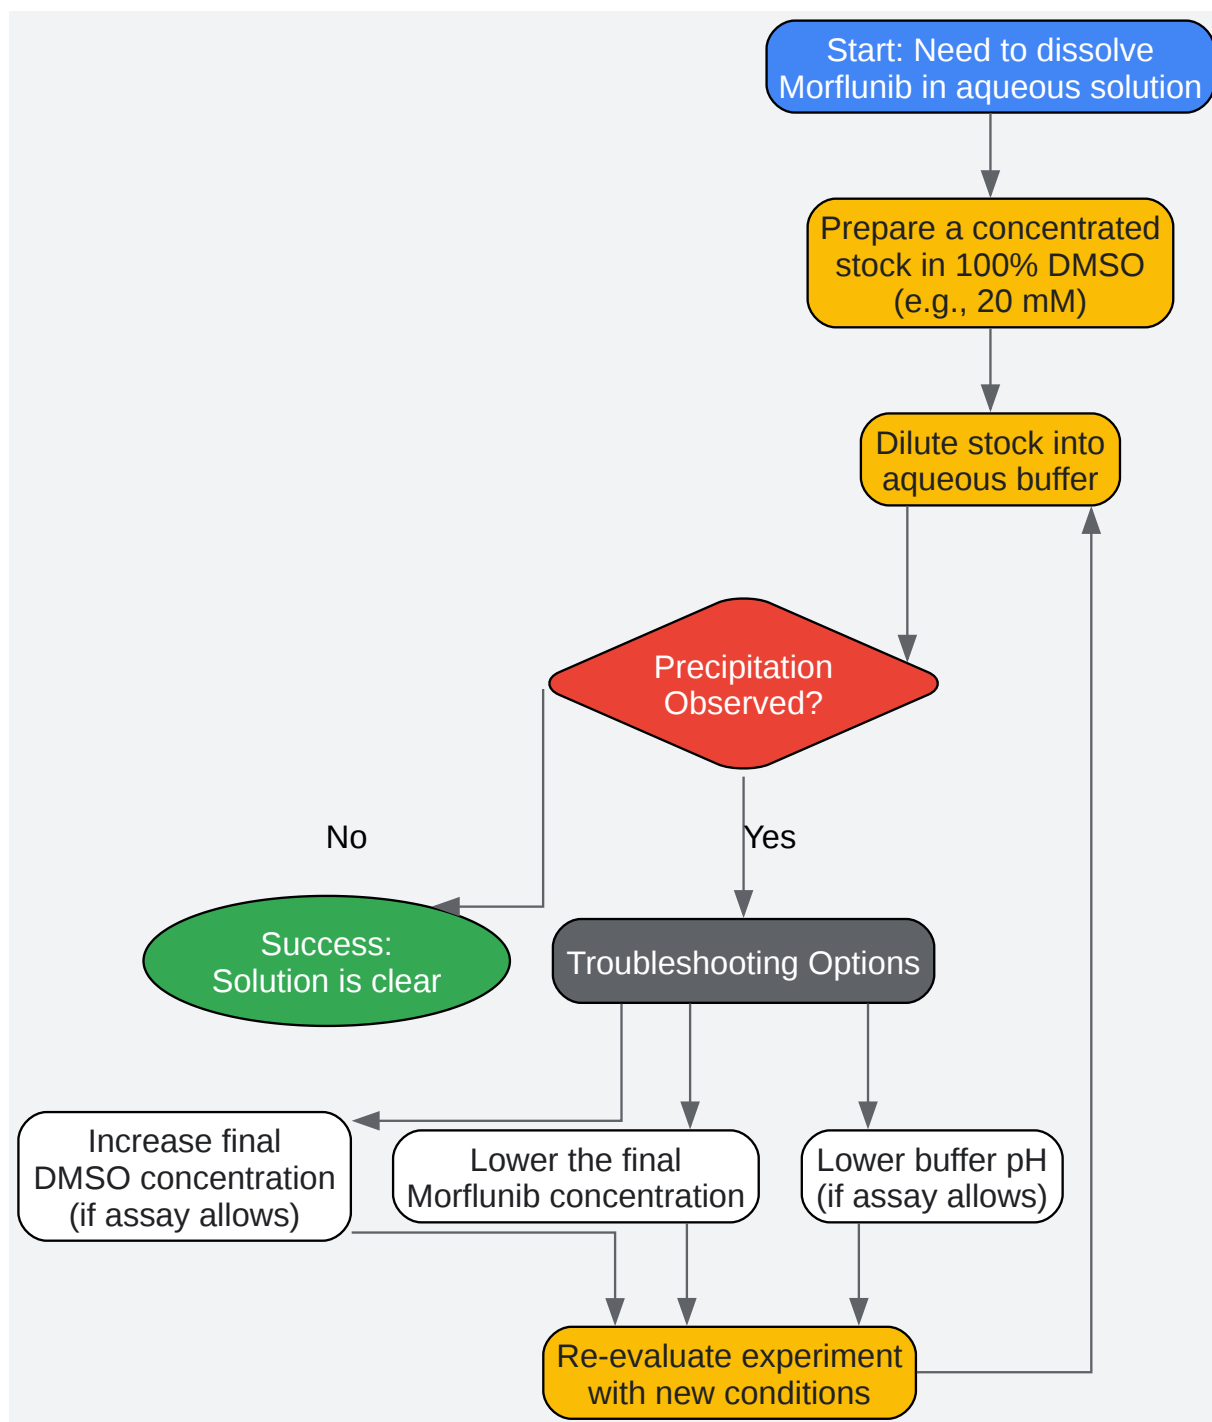 Start: Need to dissolve
Morflunib in aqueous solution
Prepare a concentrated
stock in 100% DMSO
(e.g., 20 mM)
Dilute stock into
aqueous buffer
Precipitation
Observed?
No
Yes
Success:
Solution is clear
Troubleshooting Options
Increase final
DMSO concentration
(if assay allows)
Lower the final
Morflunib concentration
Lower buffer pH
(if assay allows)
Re-evaluate experiment
with new conditions